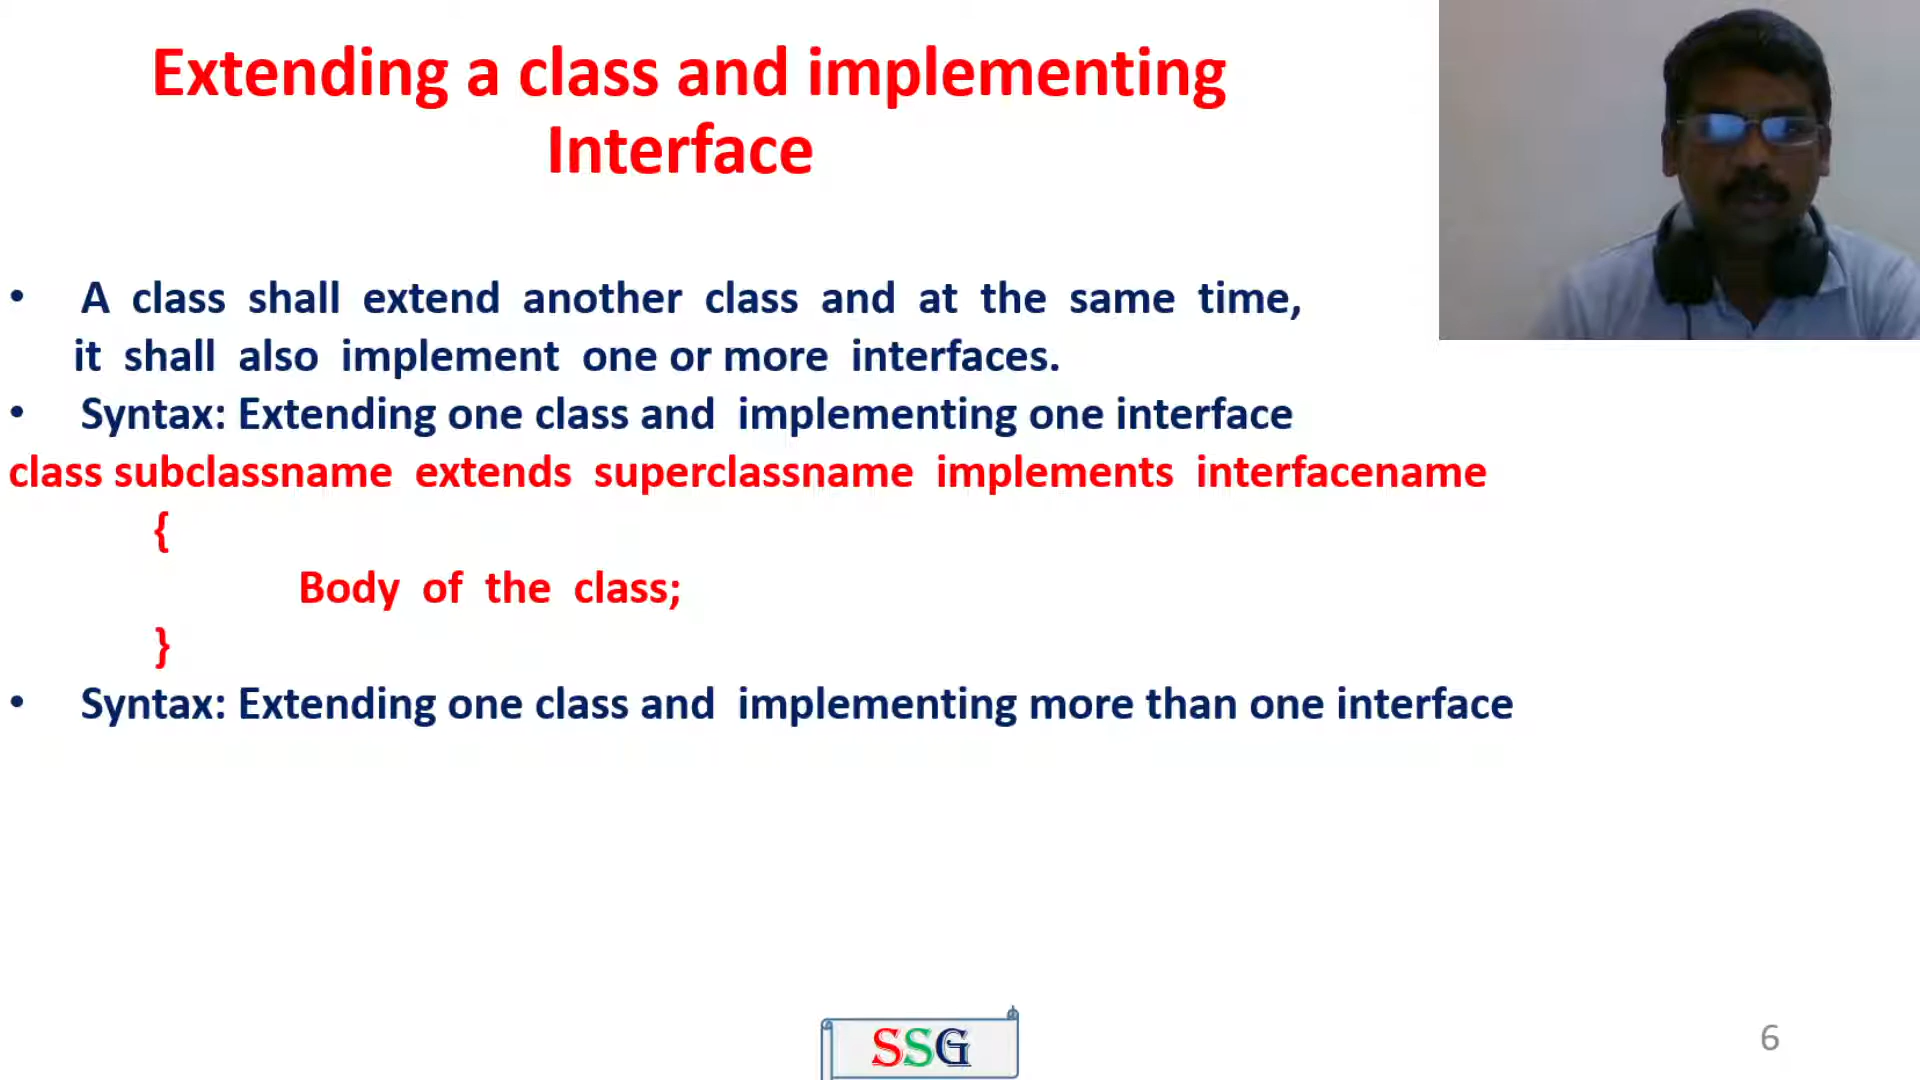 Extending a class and implementing
Interface
• A class shall extend another class and at the same time,
it shall also implement one or more interfaces.
• Syntax: Extending one class and implementing one interface
class subclassname extends superclassname implements interfacename
{
Body of the class;
}
• Syntax: Extending one class and implementing more than one interface
SSG
6